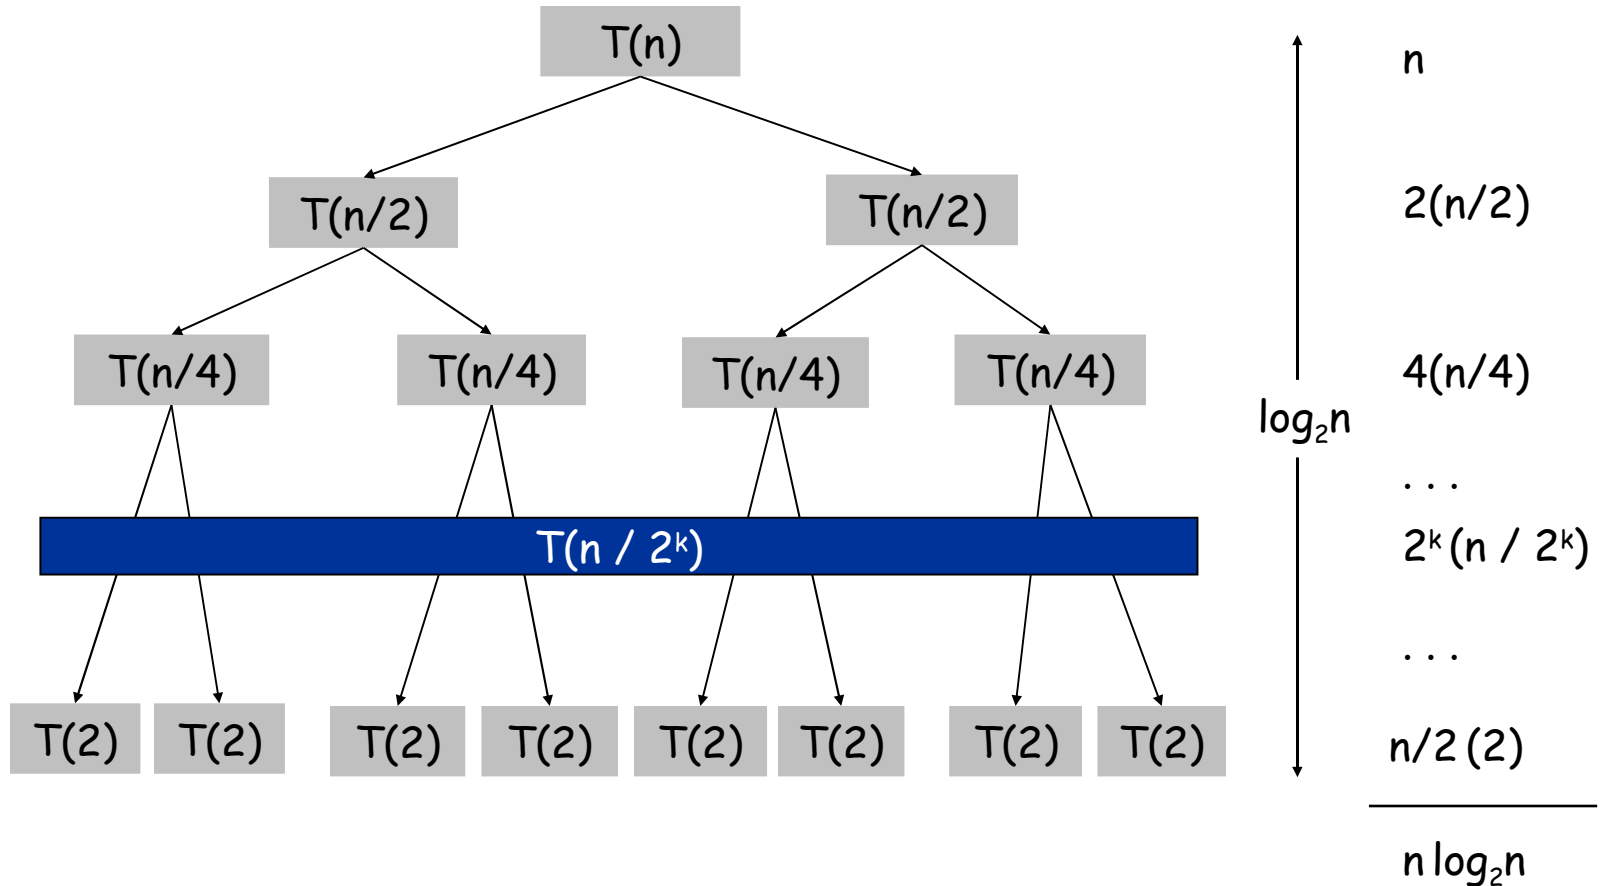 T(n)
n
T(n/2) T(n/2)
2(n/2)
T(n/4) T(n/4) T(n/4) T(n/4)
4(n/4)
log₂n
. . .
T(n / 2ᵏ)
2ᵏ (n / 2ᵏ)
. . .
T(2) T(2) T(2) T(2) T(2) T(2) T(2) T(2)
n/2 (2)
n log₂n